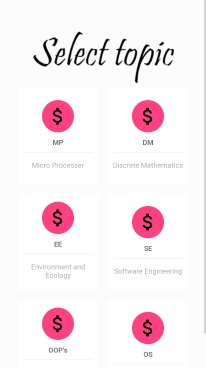 Select topic
$
MP
Micro Processer
$
DM
Discrete Mathematics
$
EE
Environment and
Ecology
$
SE
Software Engineering
$
OOP's
$
OS